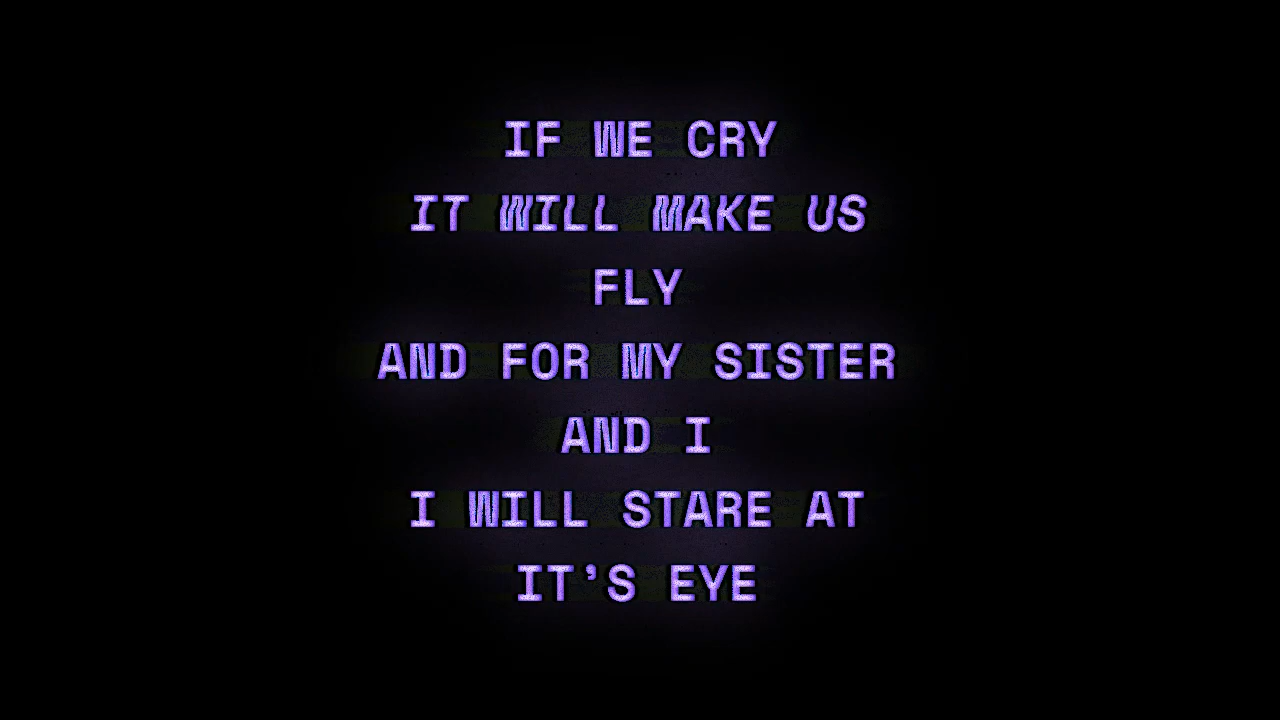 IF WE CRY
IT WILL MAKE US
FLY
AND FOR MY SISTER
AND I
I WILL STARE AT
IT'S EYE